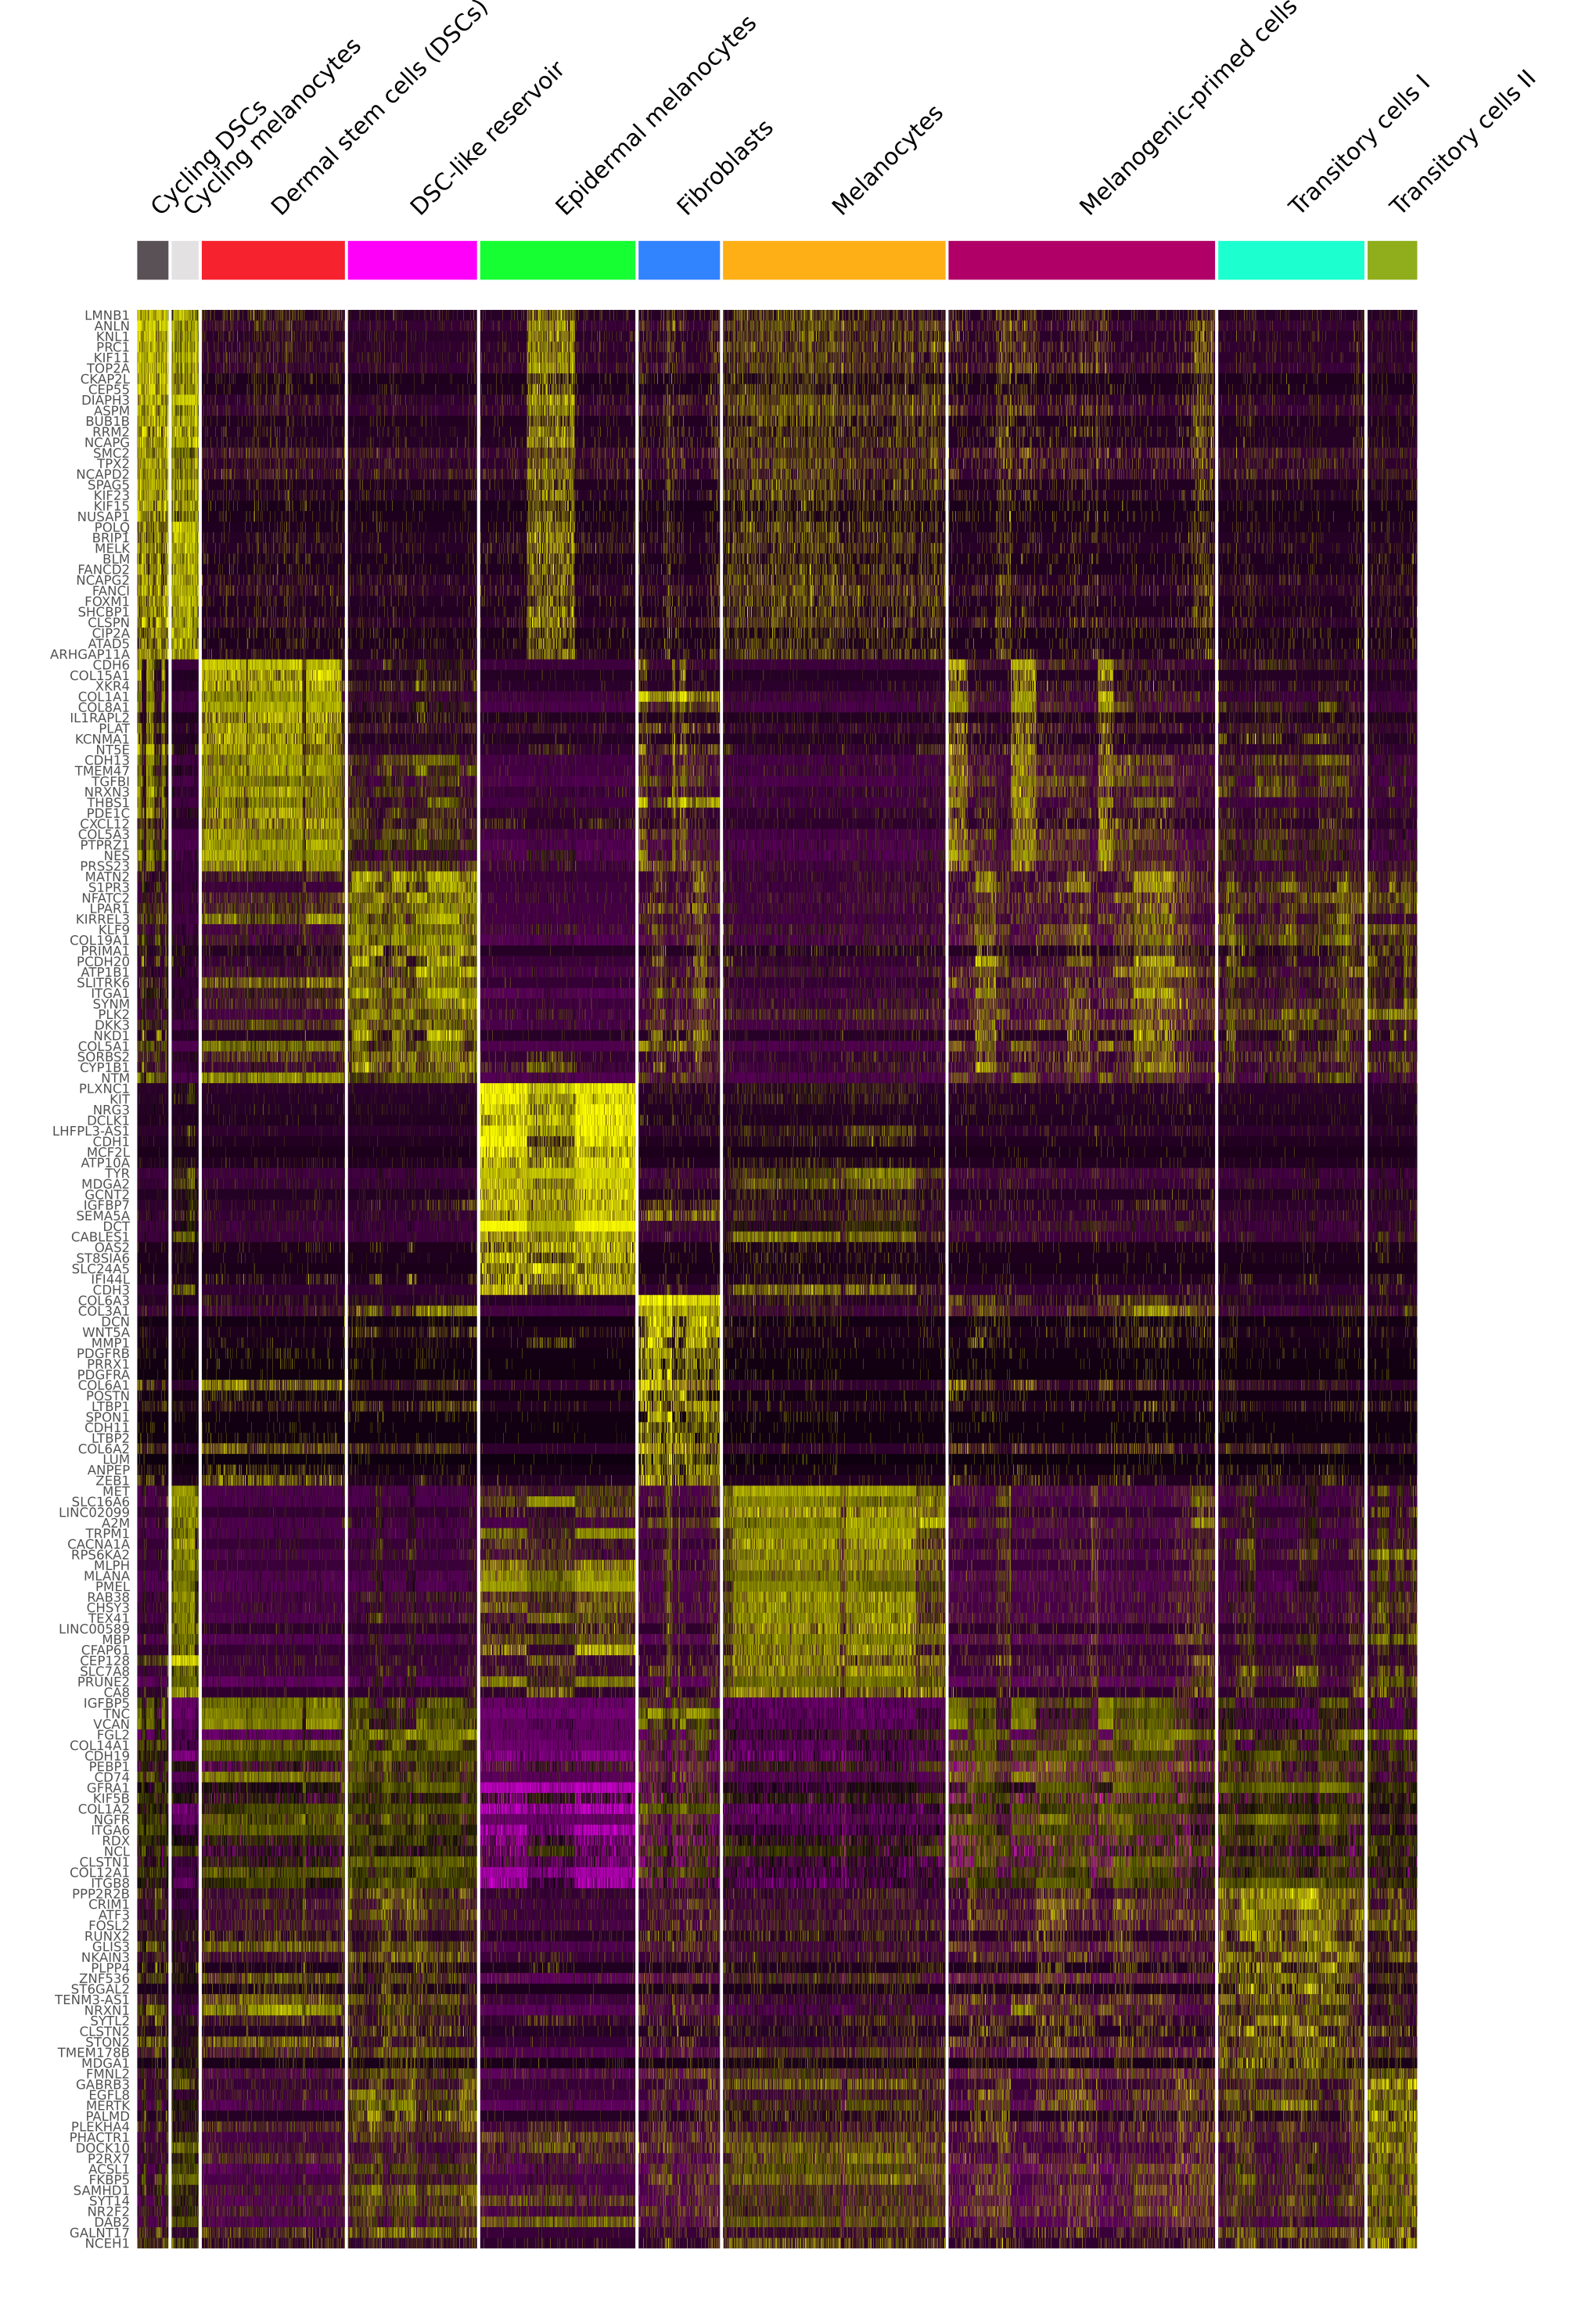 Cycling DSCs
Cycling melanocytes
Dermal stem cells (DSCs)
DSC-like reservoir
Epidermal melanocytes
Fibroblasts
Melanocytes
Melanogenic-primed cells
Transitory cells I
Transitory cells II
LMNB1
ANLN
KNL1
PRC1
KIF11
TOP2A
CKAP2L
CEP55
DIAPH3
ASPM
BUB1B
RRM2
NCAPG
SMC2
TPX2
NCAPD2
SPAG5
KIF23
KIF15
NUSAP1
POLQ
BRIP1
MELK
BLM
FANCD2
NCAPG2
FANCI
FOXM1
SHCBP1
CLSPN
CIP2A
ATAD5
ARHGAP11A
CDH6
COL15A1
XKR4
COL1A1
COL8A1
IL1RAPL2
PLAT
KCNMA1
NT5E
CDH13
TMEM47
TGFBI
NRXN3
THBS1
PDE1C
CXCL12
COL5A3
PTPRZ1
NES
PRSS23
MATN2
S1PR3
NFATC2
LPAR1
KIRREL3
KLF9
COL19A1
PRIMA1
PCDH20
ATP1B1
SLITRK6
ITGA1
SYNM
PLK2
DKK3
NKD1
COL5A1
SORBS2
CYP1B1
NTM
PLXNC1
KIT
NRG3
DCLK1
LHFPL3-AS1
CDH1
MCF2L
ATP10A
TYR
MDGA2
GCNT2
IGFBP7
SEMA5A
DCT
CABLES1
OAS2
ST8SIA6
SLC24A5
IFI44L
CDH3
COL6A3
COL3A1
DCN
WNT5A
MMP1
PDGFRB
PRRX1
PDGFRA
COL6A1
POSTN
LTBP1
SPON1
CDH11
LTBP2
COL6A2
LUM
ANPEP
ZEB1
MET
SLC16A6
LINC02099
A2M
TRPM1
CACNA1A
RPS6KA2
MLPH
MLANA
PMEL
RAB38
CHSY3
TEX41
LINC00589
MBP
CFAP61
CEP128
SLC7A8
PRUNE2
CA8
IGFBP5
TNC
VCAN
FGL2
COL14A1
CDH19
PEBP1
CD74
GFRA1
KIF5B
COL1A2
NGFR
ITGA6
RDX
NCL
CLSTN1
COL12A1
ITGB8
PPP2R2B
CRIM1
ATF3
FOSL2
RUNX2
GLIS3
NKAIN3
PLPP4
ZNF536
ST6GAL2
TENM3-AS1
NRXN1
SYTL2
CLSTN2
STON2
TMEM178B
MDGA1
FMNL2
GABRB3
EGFL8
MERTK
PALMD
PLEKHA4
PHACTR1
DOCK10
P2RX7
ACSL1
FKBP5
SAMHD1
SYT14
NR2F2
DAB2
GALNT17
NCEH1